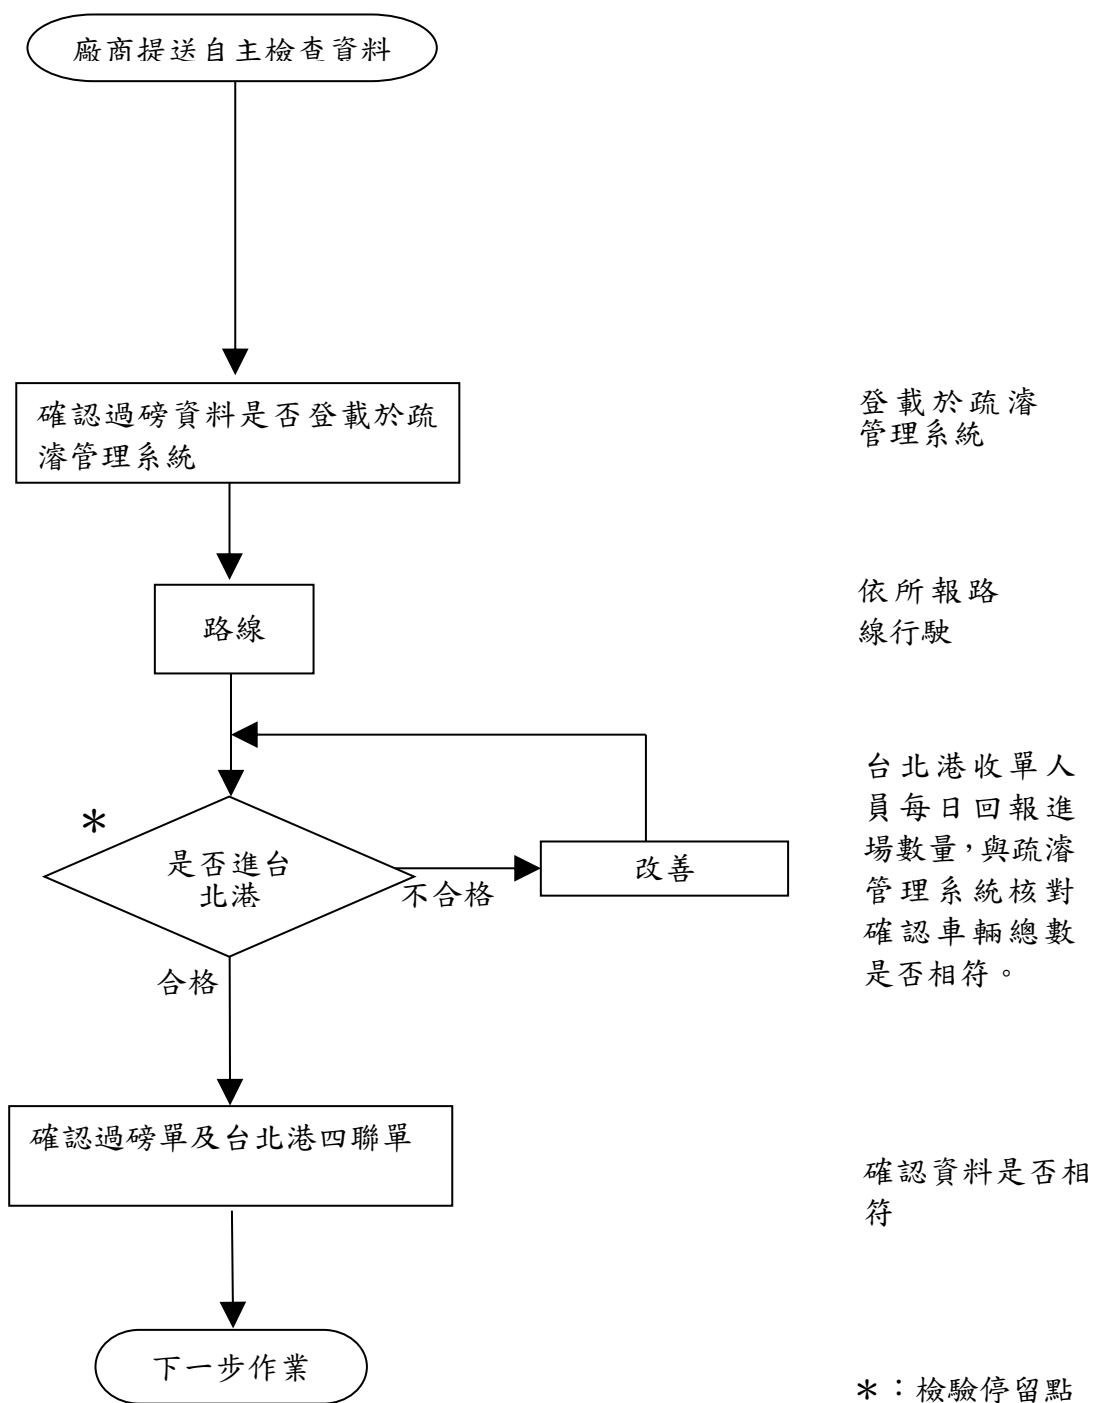 廠商提送自主檢查資料
確認過磅資料是否登載於疏
濬管理系統
登載於疏濬
管理系統
路線
依所報路
線行駛
*
是否進台
北港
不合格
改善
合格
台北港收單人
員每日回報進
場數量，與疏濬
管理系統核對
確認車輛總數
是否相符。
確認過磅單及台北港四聯單
確認資料是否相
符
下一步作業
*：檢驗停留點